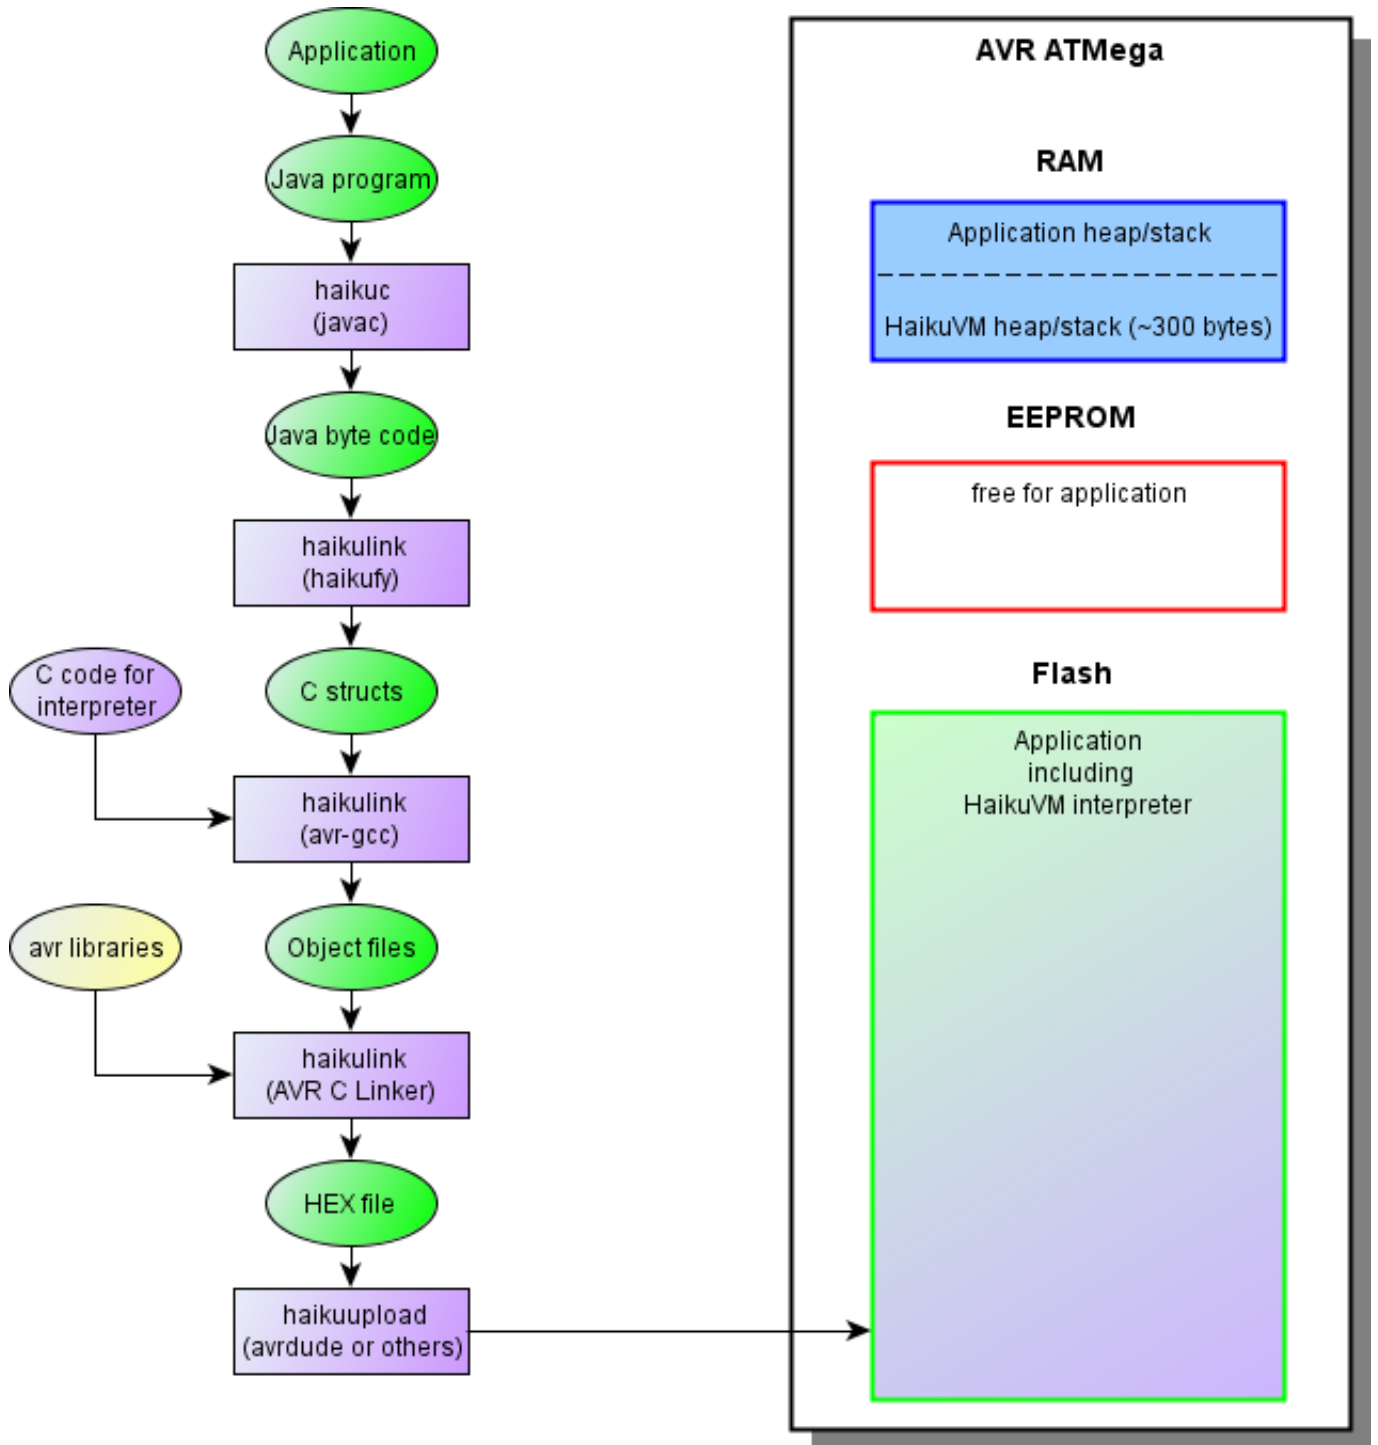 Application
Java program
haikuc
(javac)
Java byte code
haikulink
(haikufy)
C code for
interpreter
C structs
haikulink
(avr-gcc)
avr libraries
Object files
haikulink
(AVR C Linker)
HEX file
haikuupload
(avrdude or others)
AVR ATMega
RAM
Application heap/stack
HaikuVM heap/stack (~300 bytes)
EEPROM
free for application
Flash
Application
including
HaikuVM interpreter